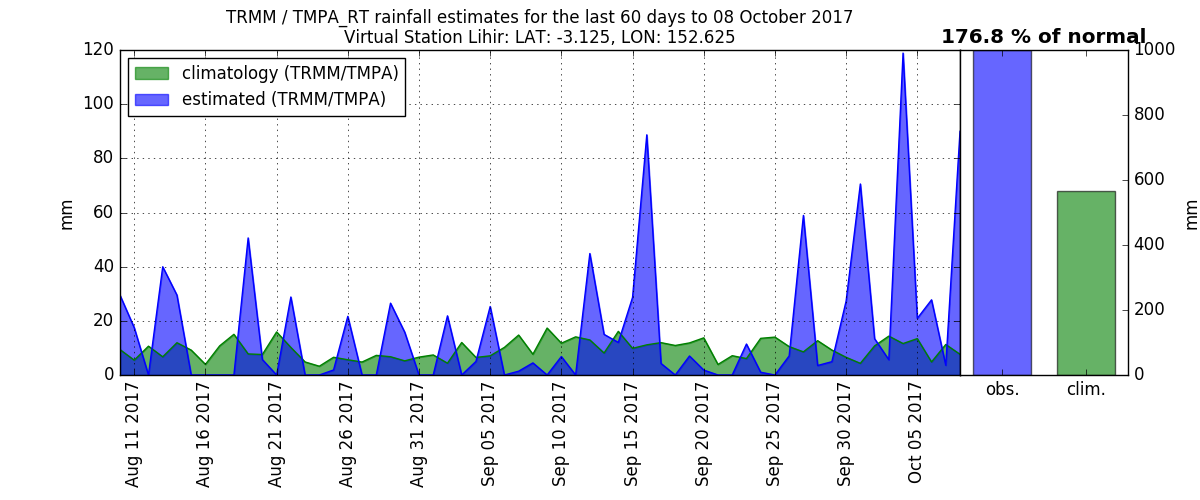 TRMM / TMPA_RT rainfall estimates for the last 60 days to 08 October 2017
Virtual Station Lihir: LAT: -3.125, LON: 152.625
176.8 % of normal
climatology (TRMM/TMPA)
estimated (TRMM/TMPA)
mm
120
100
80
60
40
20
0
Aug 11 2017
Aug 16 2017
Aug 21 2017
Aug 26 2017
Aug 31 2017
Sep 05 2017
Sep 10 2017
Sep 15 2017
Sep 20 2017
Sep 25 2017
Sep 30 2017
Oct 05 2017
obs.
clim.
1000
800
600
400
200
0
mm